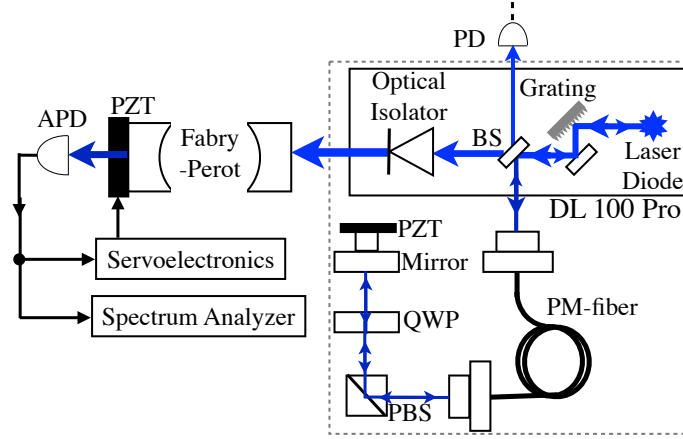 PD
Optical
Isolator
Grating
BS
Laser
Diode
DL 100 Pro
PZT
APD
Fabry
-Perot
Servoelectronics
Spectrum Analyzer
PZT
Mirror
QWP
PBS
PM-fiber